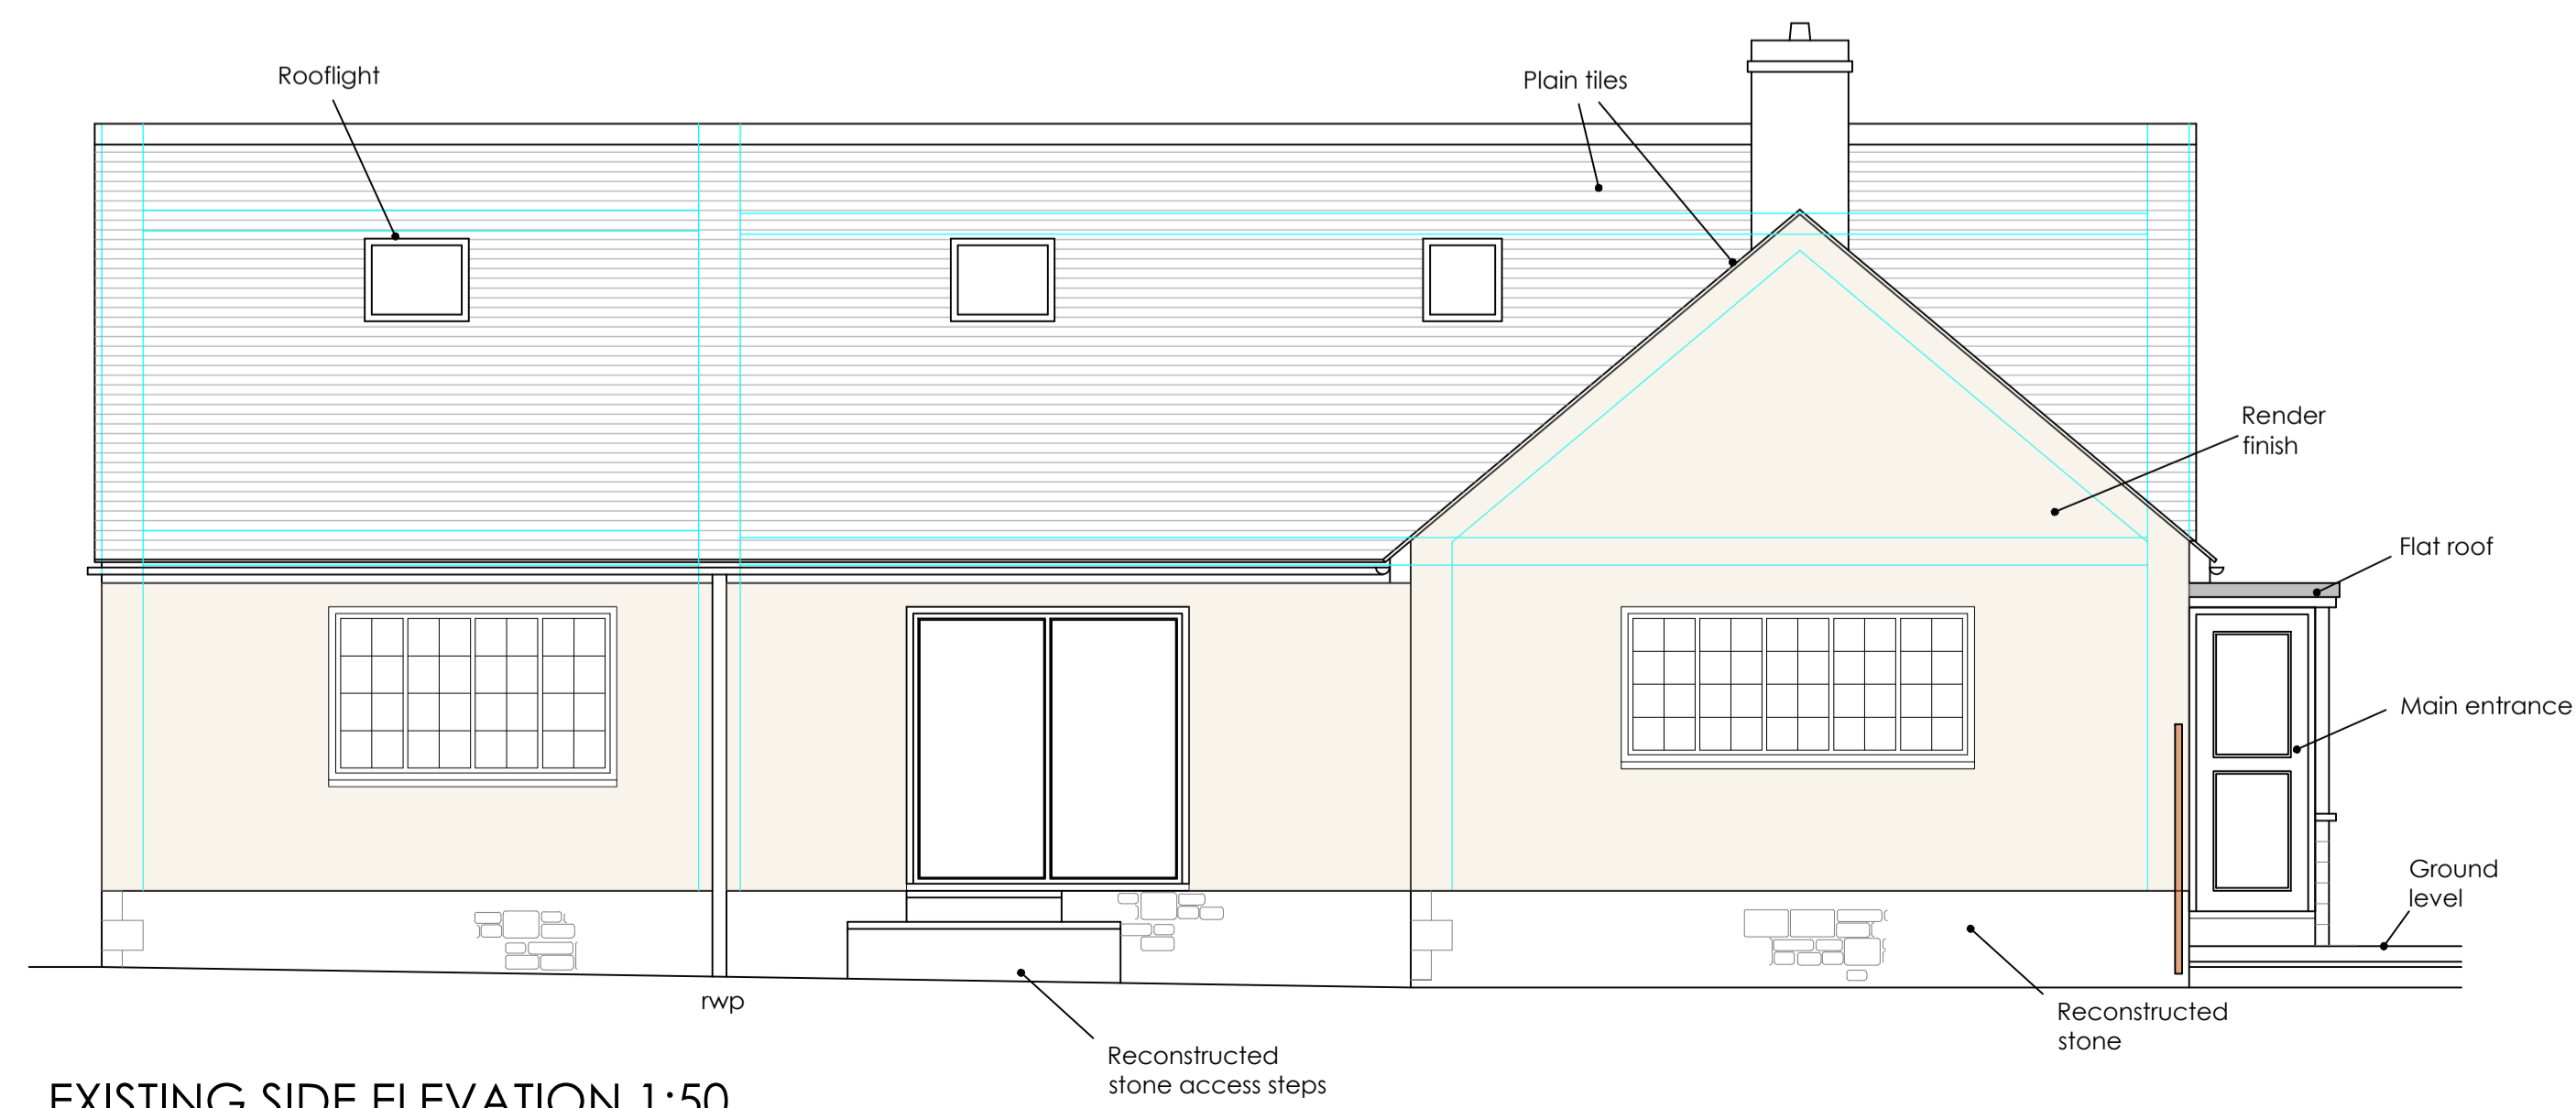 Rooflight
Plain tiles
Render
finish
Flat roof
Main entrance
Ground
level
rwp
Reconstructed
stone
Reconstructed
stone access steps
EXISTING SIDE ELEVATION 1:50